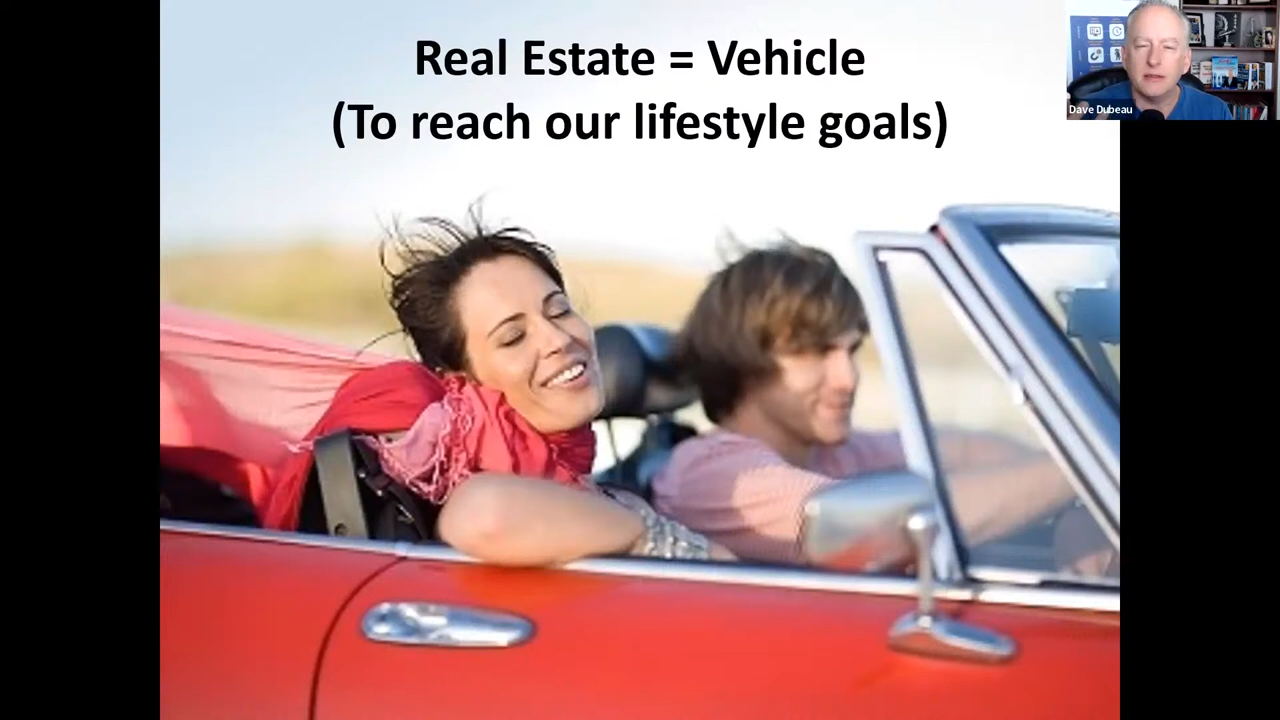 Real Estate = Vehicle
(To reach our lifestyle goals)
Dave Dubeau